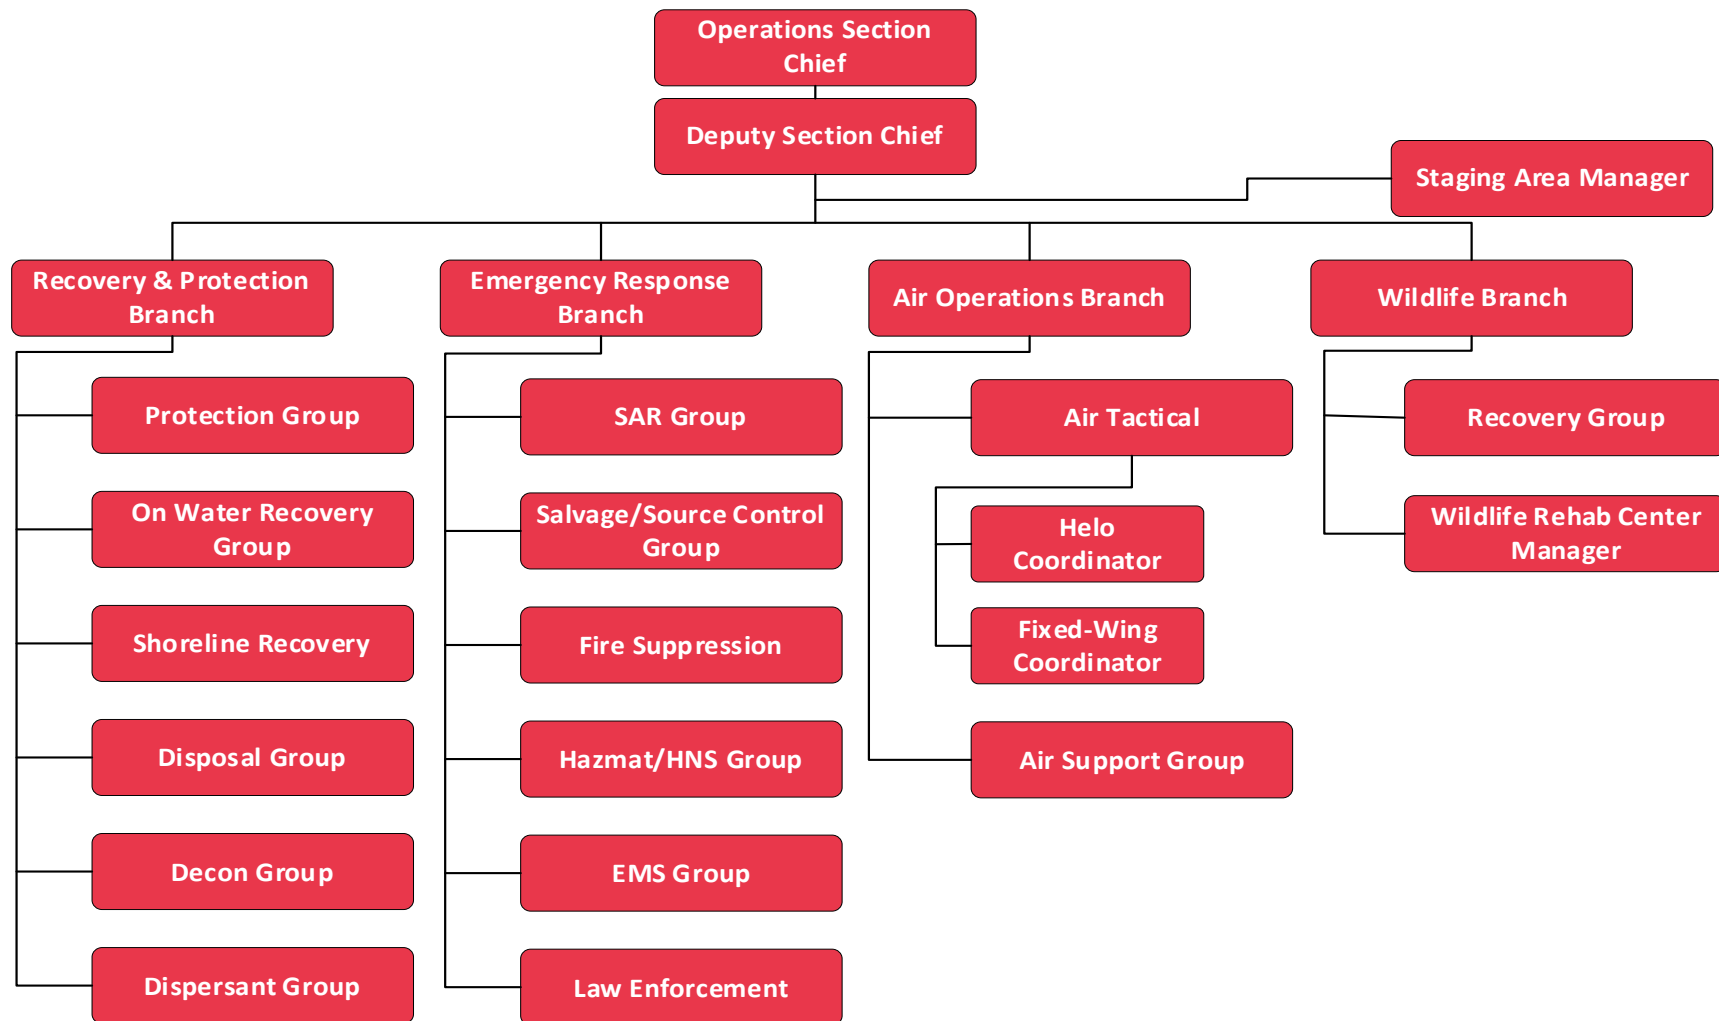 Operations Section
Chief
Deputy Section Chief
Staging Area Manager
Recovery & Protection
Branch
Emergency Response
Branch
Air Operations Branch
Wildlife Branch
Protection Group
On Water Recovery
Group
Shoreline Recovery
Disposal Group
Decon Group
Dispersant Group
SAR Group
Salvage/Source Control
Group
Fire Suppression
Hazmat/HNS Group
EMS Group
Law Enforcement
Air Tactical
Helo
Coordinator
Fixed-Wing
Coordinator
Air Support Group
Recovery Group
Wildlife Rehab Center
Manager